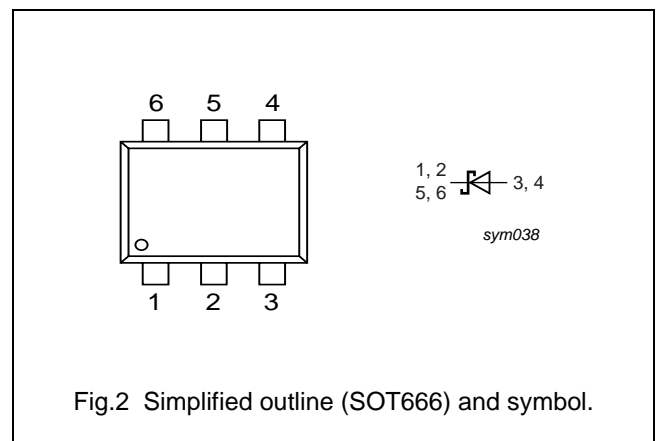 6 5 4
1, 2
5, 6
3, 4
sym038
1 2 3
Fig.2 Simplified outline (SOT666) and symbol.